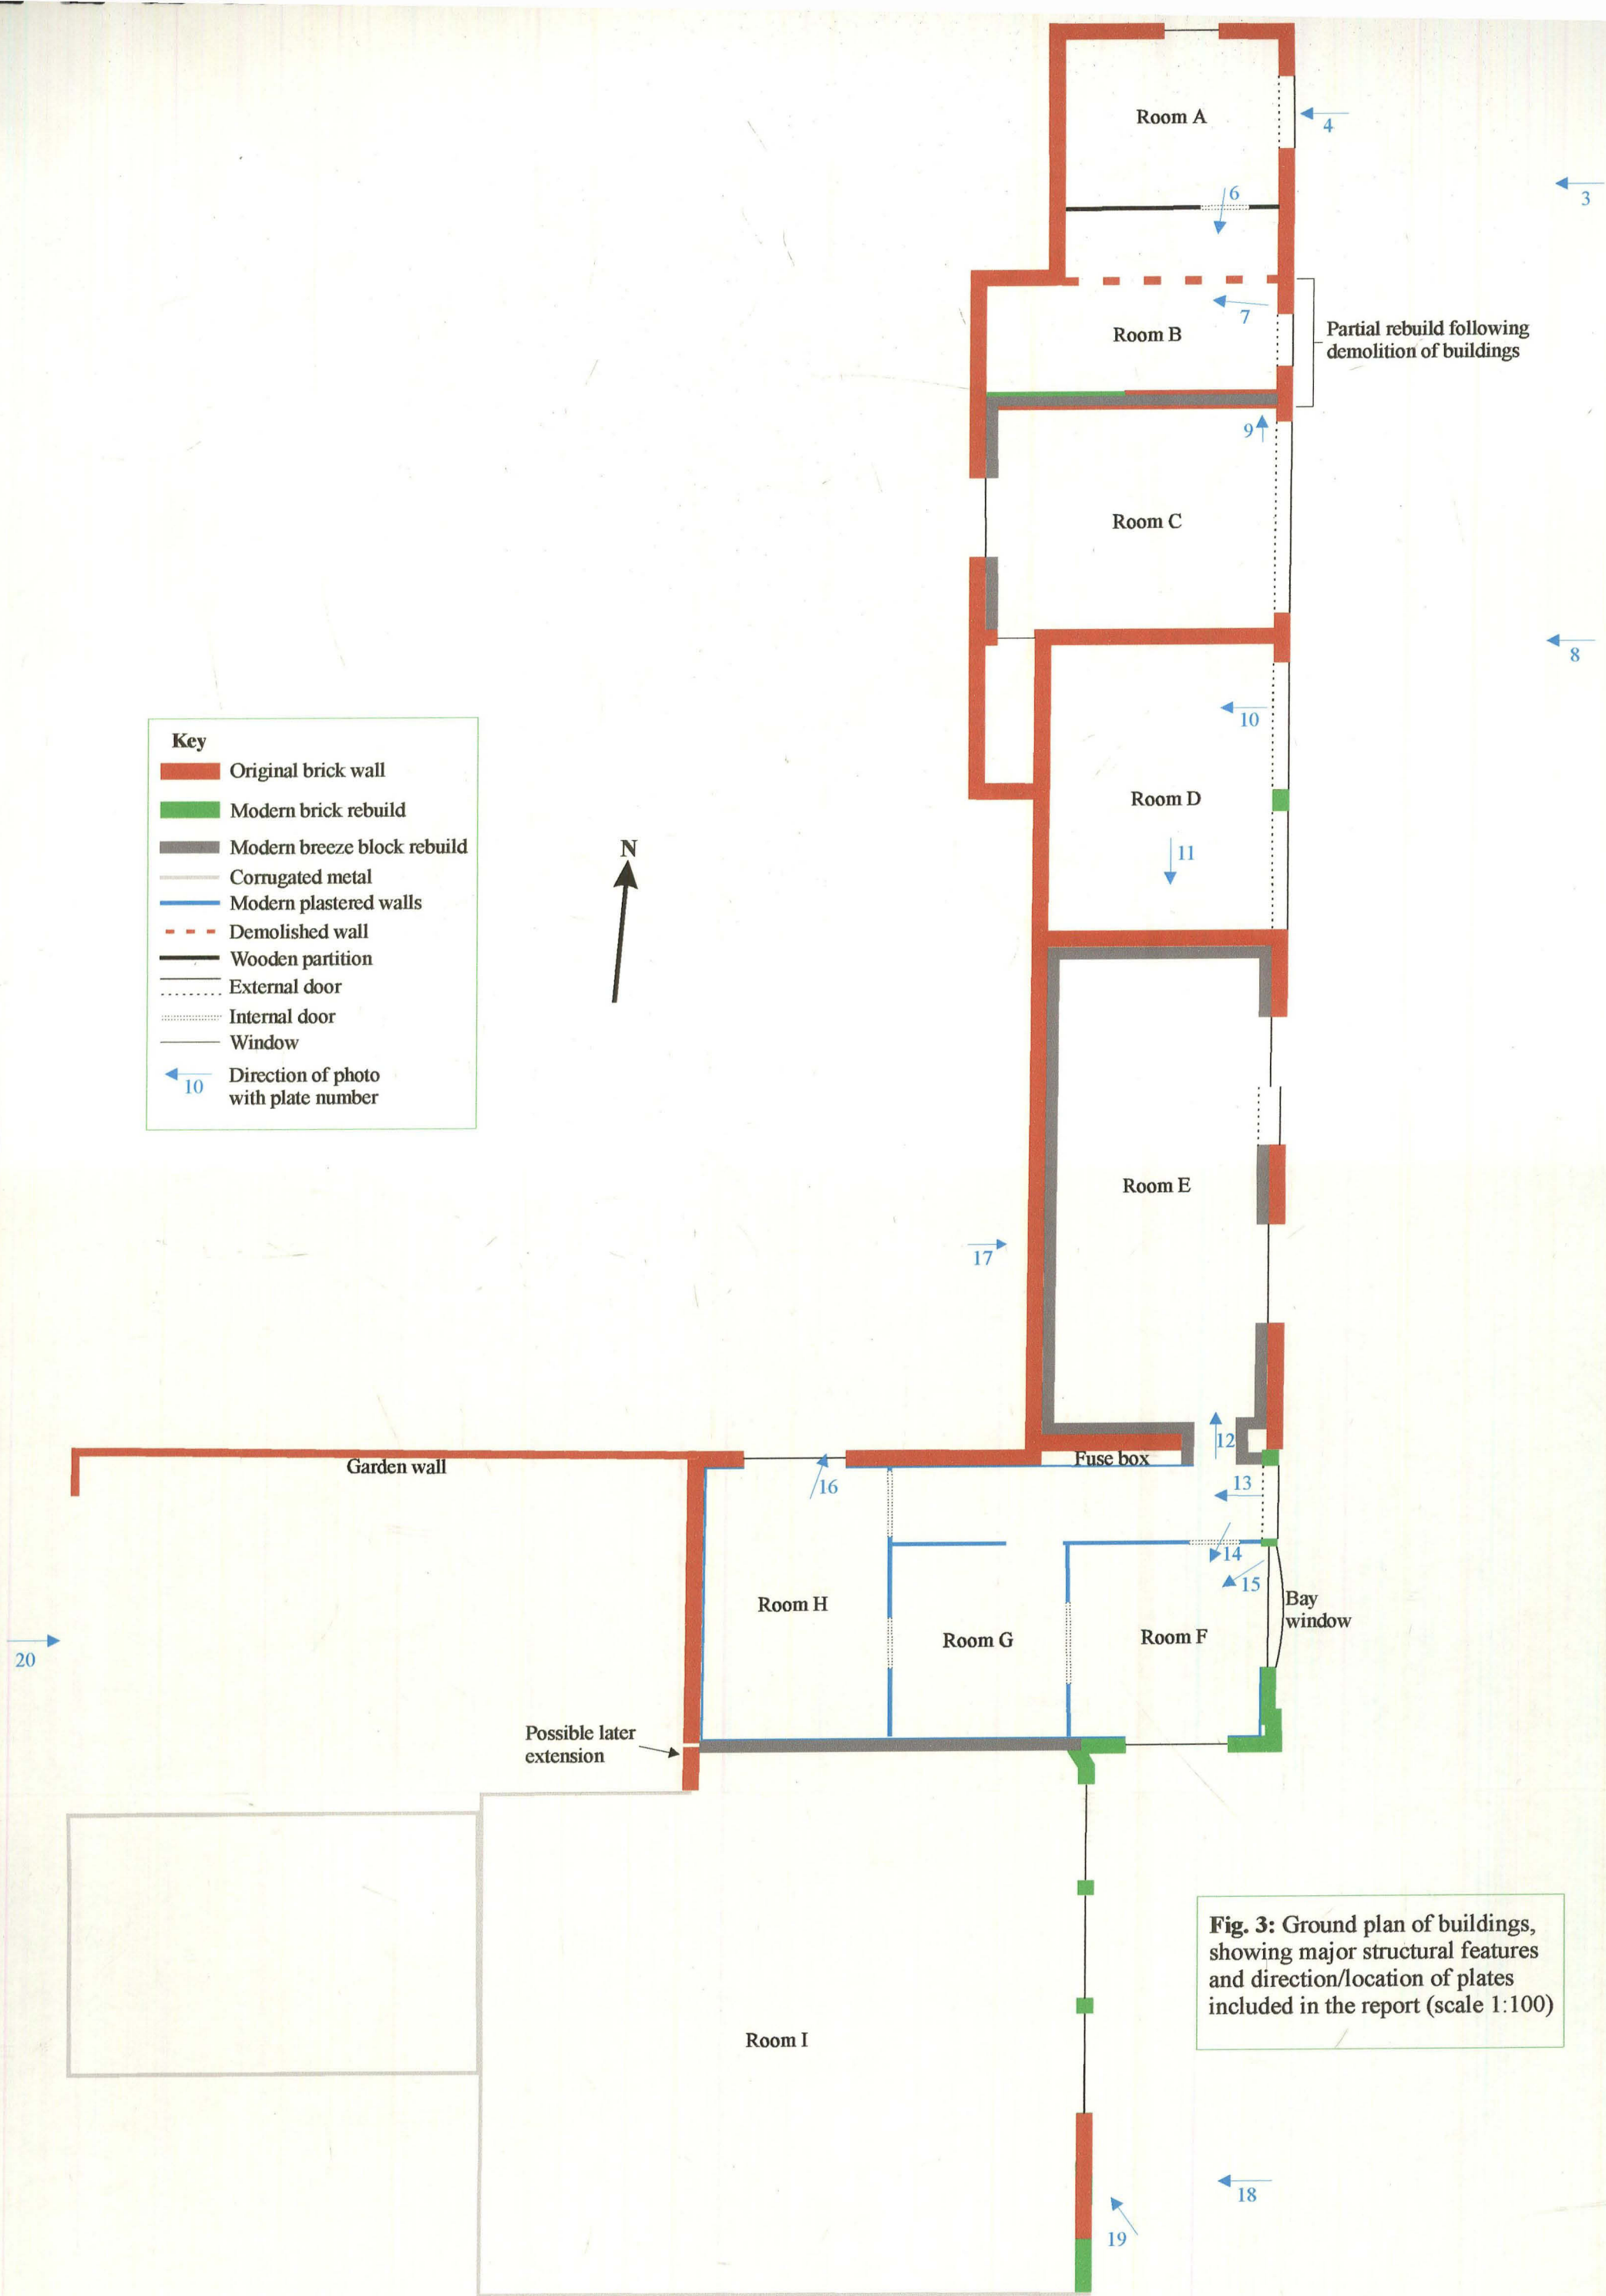 Room A
4
3
6
7
Room B
Partial rebuild following
demolition of buildings
9
Room C
8
10
Room D
11
Key
Original brick wall
Modern brick rebuild
Modern breeze block rebuild
Corrugated metal
Modern plastered walls
Demolished wall
Wooden partition
External door
Internal door
Window
10
Direction of photo
with plate number
N
Room E
17
12
Garden wall
Fuse box
16
13
14
15
Room H
Room G
Room F
Bay
window
20
Possible later
extension
Fig. 3: Ground plan of buildings,
showing major structural features
and direction/location of plates
included in the report (scale 1:100)
Room I
18
19